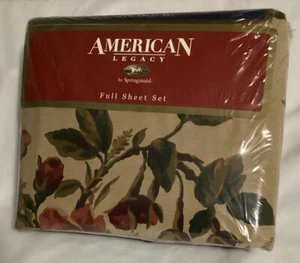 AMERICAN
LEGACY
by Springmaid
Full Sheet Set